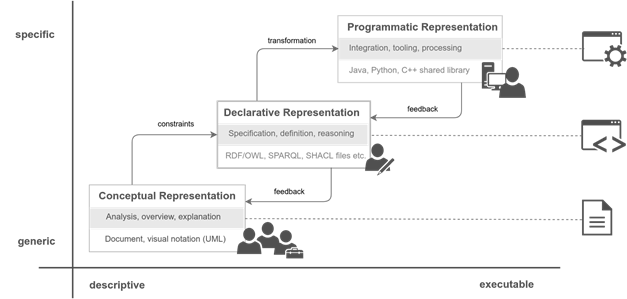 specific
Programmatic Representation
transformation
Integration, tooling, processing
Java, Python, C++ shared library
feedback
Declarative Representation
constraints
Specification, definition, reasoning
RDF/OWL, SPARQL, SHACL files etc.
feedback
Conceptual Representation
Analysis, overview, explanation
Document, visual notation (UML)
generic
descriptive
executable